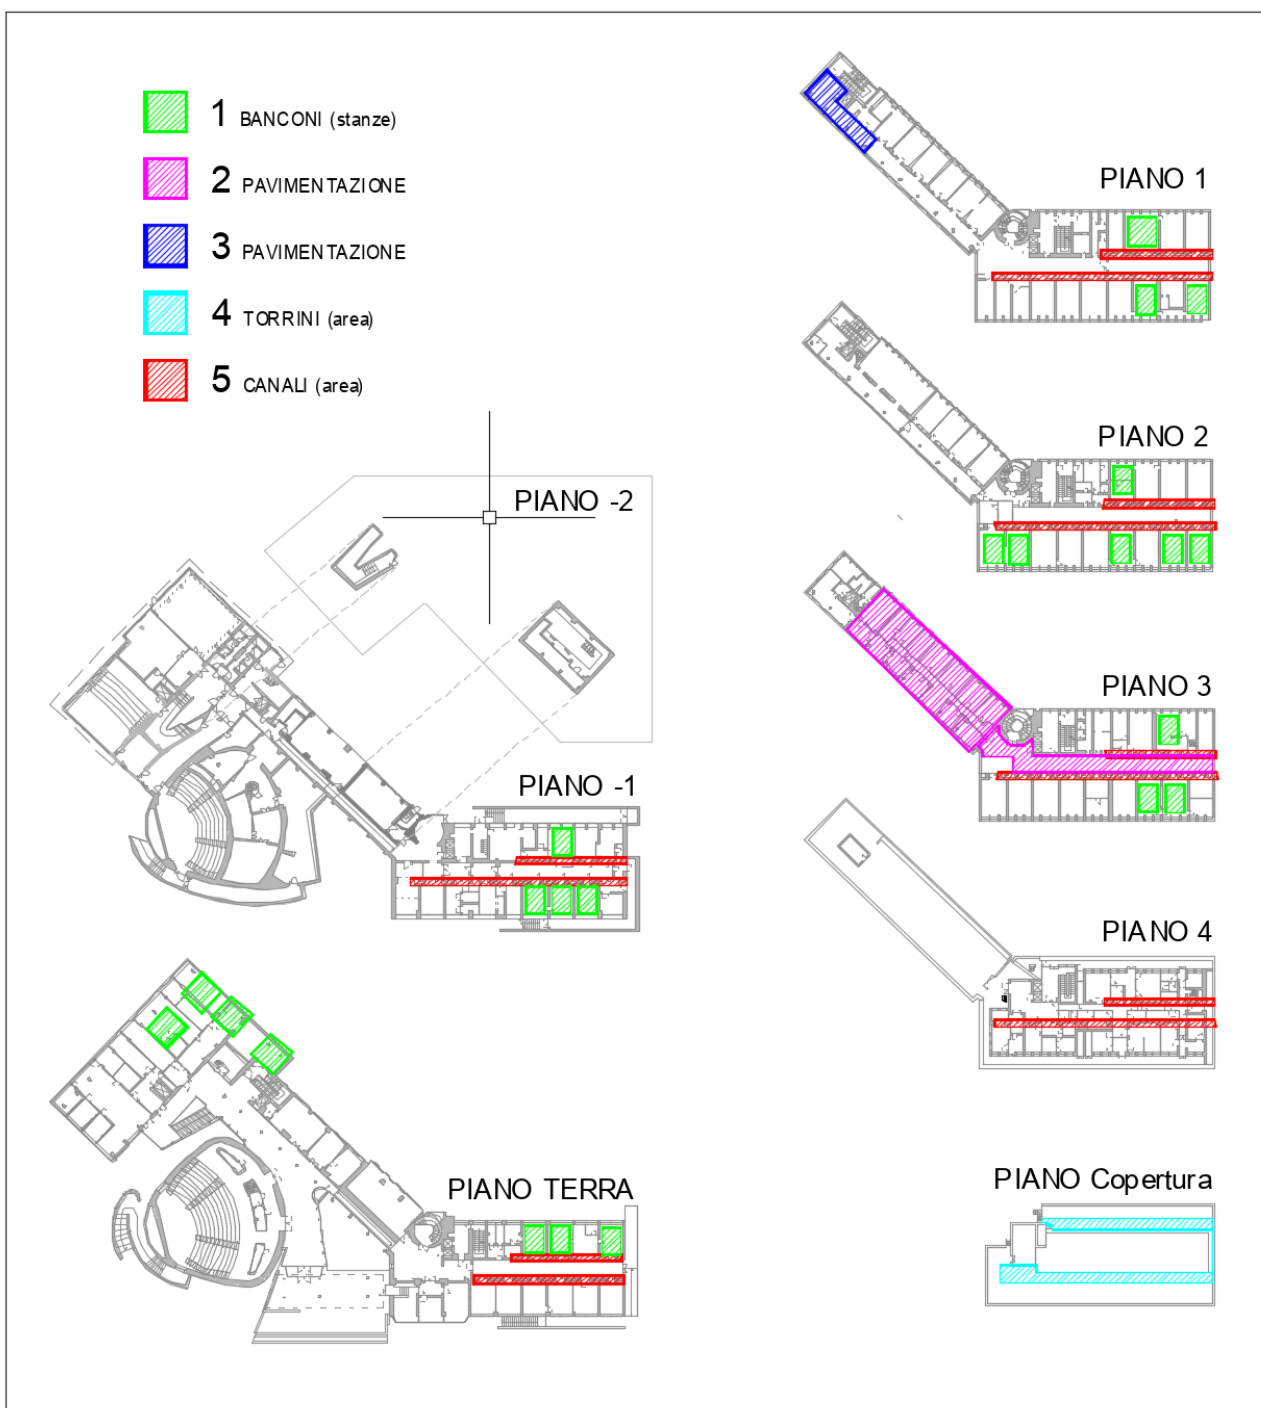 1 BANCONI (stanze)
2 PAVIMENTAZIONE
3 PAVIMENTAZIONE
4 TORRINI (area)
5 CANALI (area)
PIANO -2
PIANO -1
PIANO TERRA
PIANO 1
PIANO 2
PIANO 3
PIANO 4
PIANO Copertura